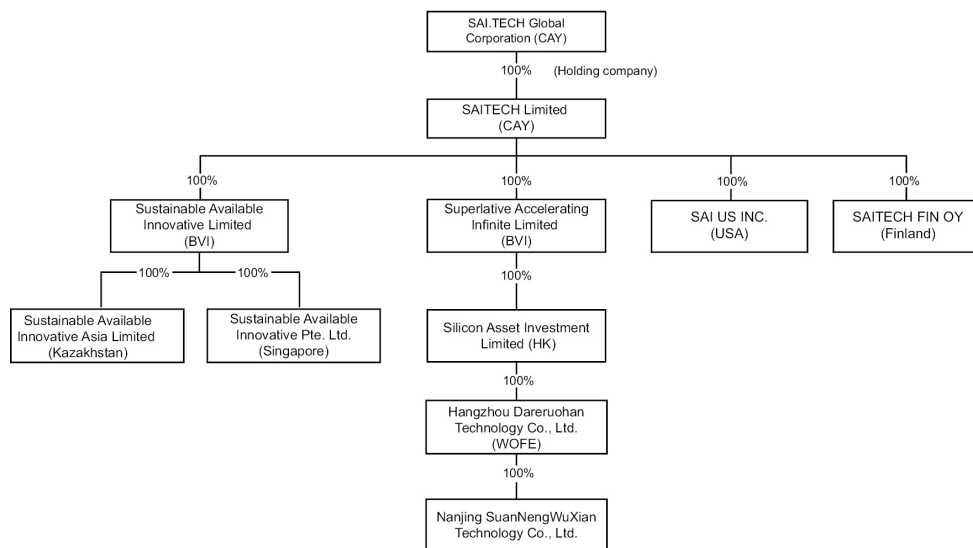 SAI.TECH Global
Corporation (CAY)
100%
(Holding company)
SAITECH Limited
(CAY)
100%
100%
100%
100%
Sustainable Available
Innovative Limited
(BVI)
Superlative Accelerating
Infinite Limited
(BVI)
SAI US INC.
(USA)
SAITECH FIN OY
(Finland)
100%
100%
100%
Sustainable Available
Innovative Asia Limited
(Kazakhstan)
Sustainable Available
Innovative Pte. Ltd.
(Singapore)
Silicon Asset Investment
Limited (HK)
100%
Hangzhou Dareruohan
Technology Co., Ltd.
(WOFE)
100%
Nanjing SuanNengWuXian
Technology Co., Ltd.